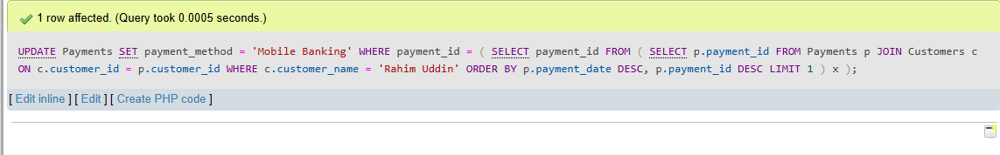 1 row affected. (Query took 0.0005 seconds.)
UPDATE Payments SET payment_method = 'Mobile Banking' WHERE payment_id = ( SELECT payment_id FROM ( SELECT p.payment_id FROM Payments p JOIN Customers c
ON c.customer_id = p.customer_id WHERE c.customer_name = 'Rahim Uddin' ORDER BY p.payment_date DESC, p.payment_id DESC LIMIT 1 ) x );
[ Edit inline ] [ Edit ] [ Create PHP code ]